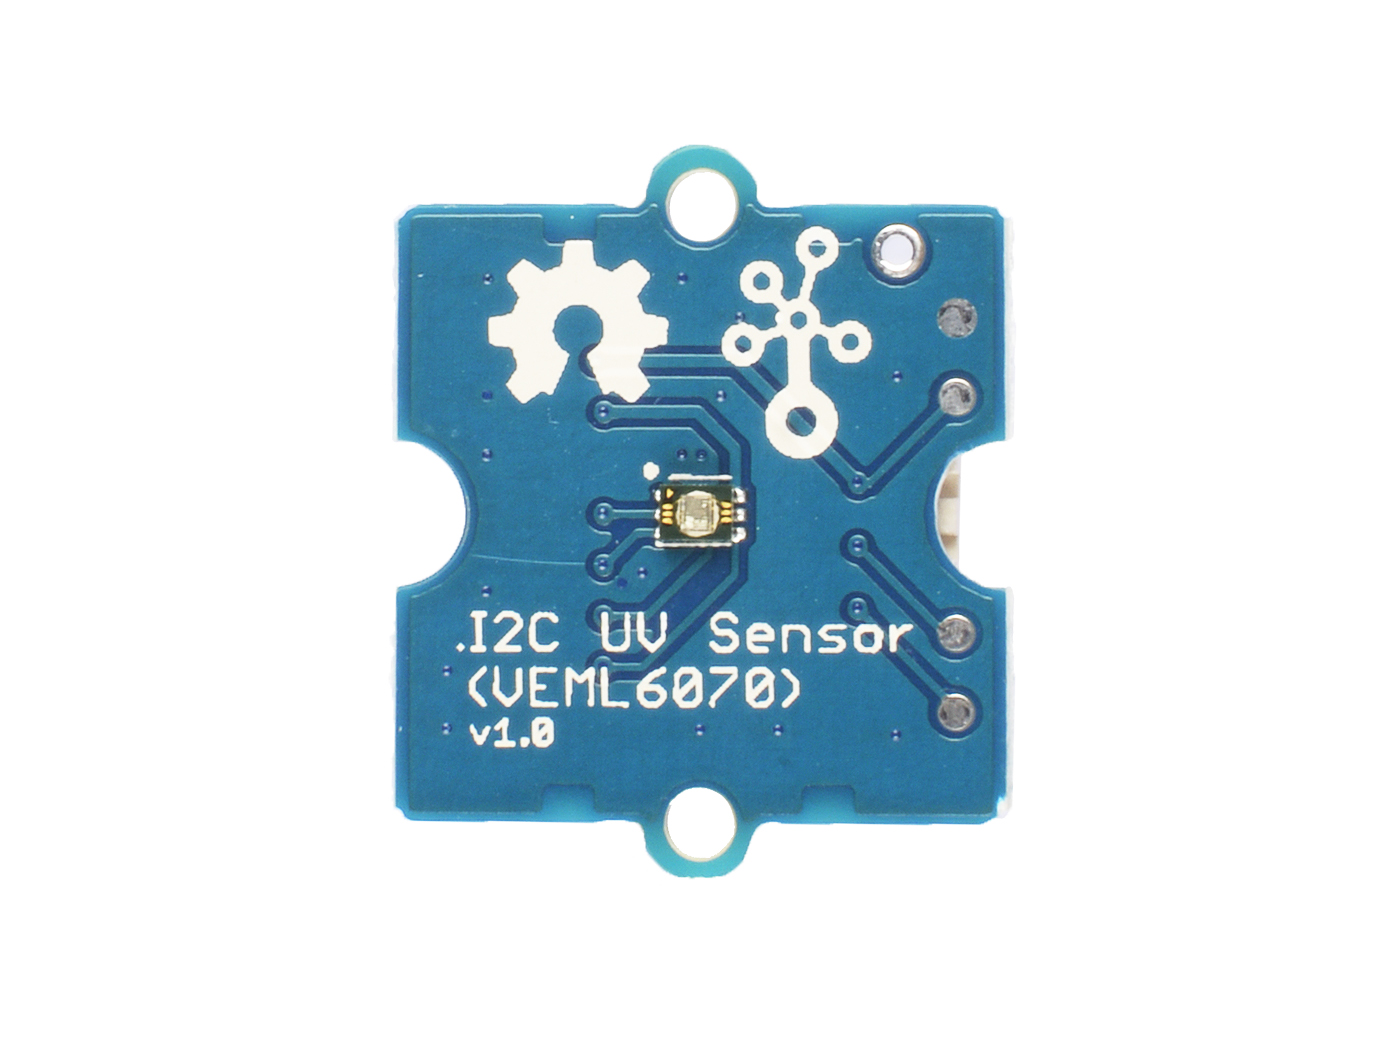 .I2C UV Sensor
(VEML6070)
v1.0